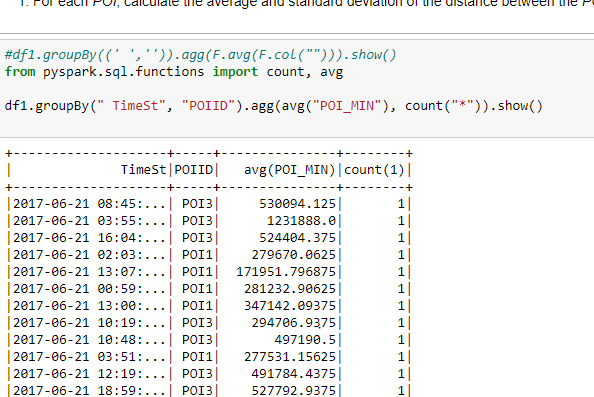 1. For each POI, calculate the average and standard deviation of the distance between the
#df1.groupBy((' ','')).agg(F.avg(F.col(""))).show()
from pyspark.sql.functions import count, avg
df1.groupBy(" TimeSt", "POIID").agg(avg("POI_MIN"), count("*")).show()
+--------------------+-----+-------------+--------+
|              TimeSt|POIID| avg(POI_MIN)|count(1)|
+--------------------+-----+-------------+--------+
|2017-06-21 08:45:...| POI3|   530094.125|       1|
|2017-06-21 03:55:...| POI3|    1231888.0|       1|
|2017-06-21 16:04:...| POI3|   524404.375|       1|
|2017-06-21 02:03:...| POI1|  279670.0625|       1|
|2017-06-21 13:07:...| POI1|171951.796875|       1|
|2017-06-21 00:59:...| POI1| 281232.90625|       1|
|2017-06-21 13:00:...| POI1| 347142.09375|       1|
|2017-06-21 10:19:...| POI3|  294706.9375|       1|
|2017-06-21 10:48:...| POI3|     497190.5|       1|
|2017-06-21 03:51:...| POI1| 277531.15625|       1|
|2017-06-21 12:19:...| POI3|  491784.4375|       1|
|2017-06-21 18:59:...| POI3|  527792.9375|       1|